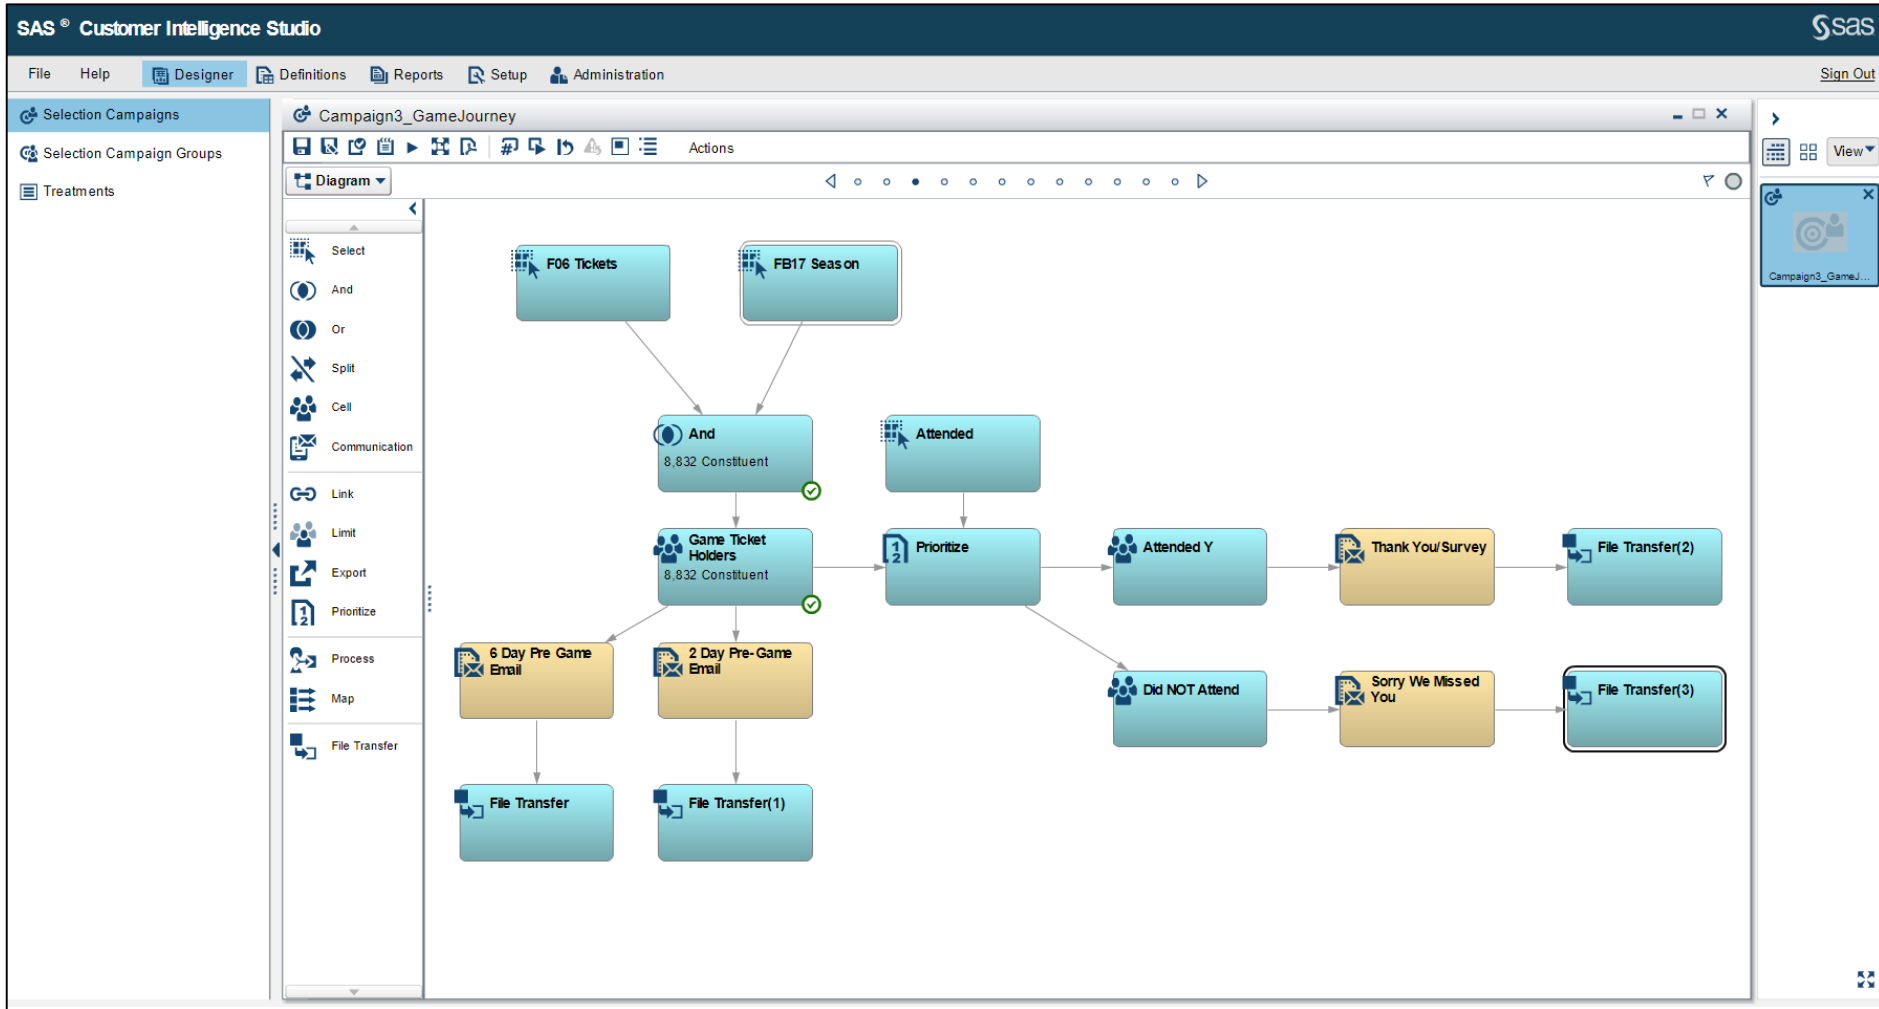 SAS ® Customer Intelligence Studio
sas
File Help Designer Definitions Reports Setup Administration
Sign Out
Selection Campaigns
Selection Campaign Groups
Treatments
Campaign3_GameJourney
Actions
Diagram
View
Campaign3_GameJ...
Select
And
Or
Split
Cell
Communication
Link
Limit
Export
Prioritize
Process
Map
File Transfer
F06 Tickets
FB17 Season
And
8,832 Constituent
Attended
Game Ticket
Holders
8,832 Constituent
Prioritize
Attended Y
Thank You/Survey
File Transfer(2)
6 Day Pre Game
Email
2 Day Pre-Game
Email
Did NOT Attend
Sorry We Missed
You
File Transfer(3)
File Transfer
File Transfer(1)